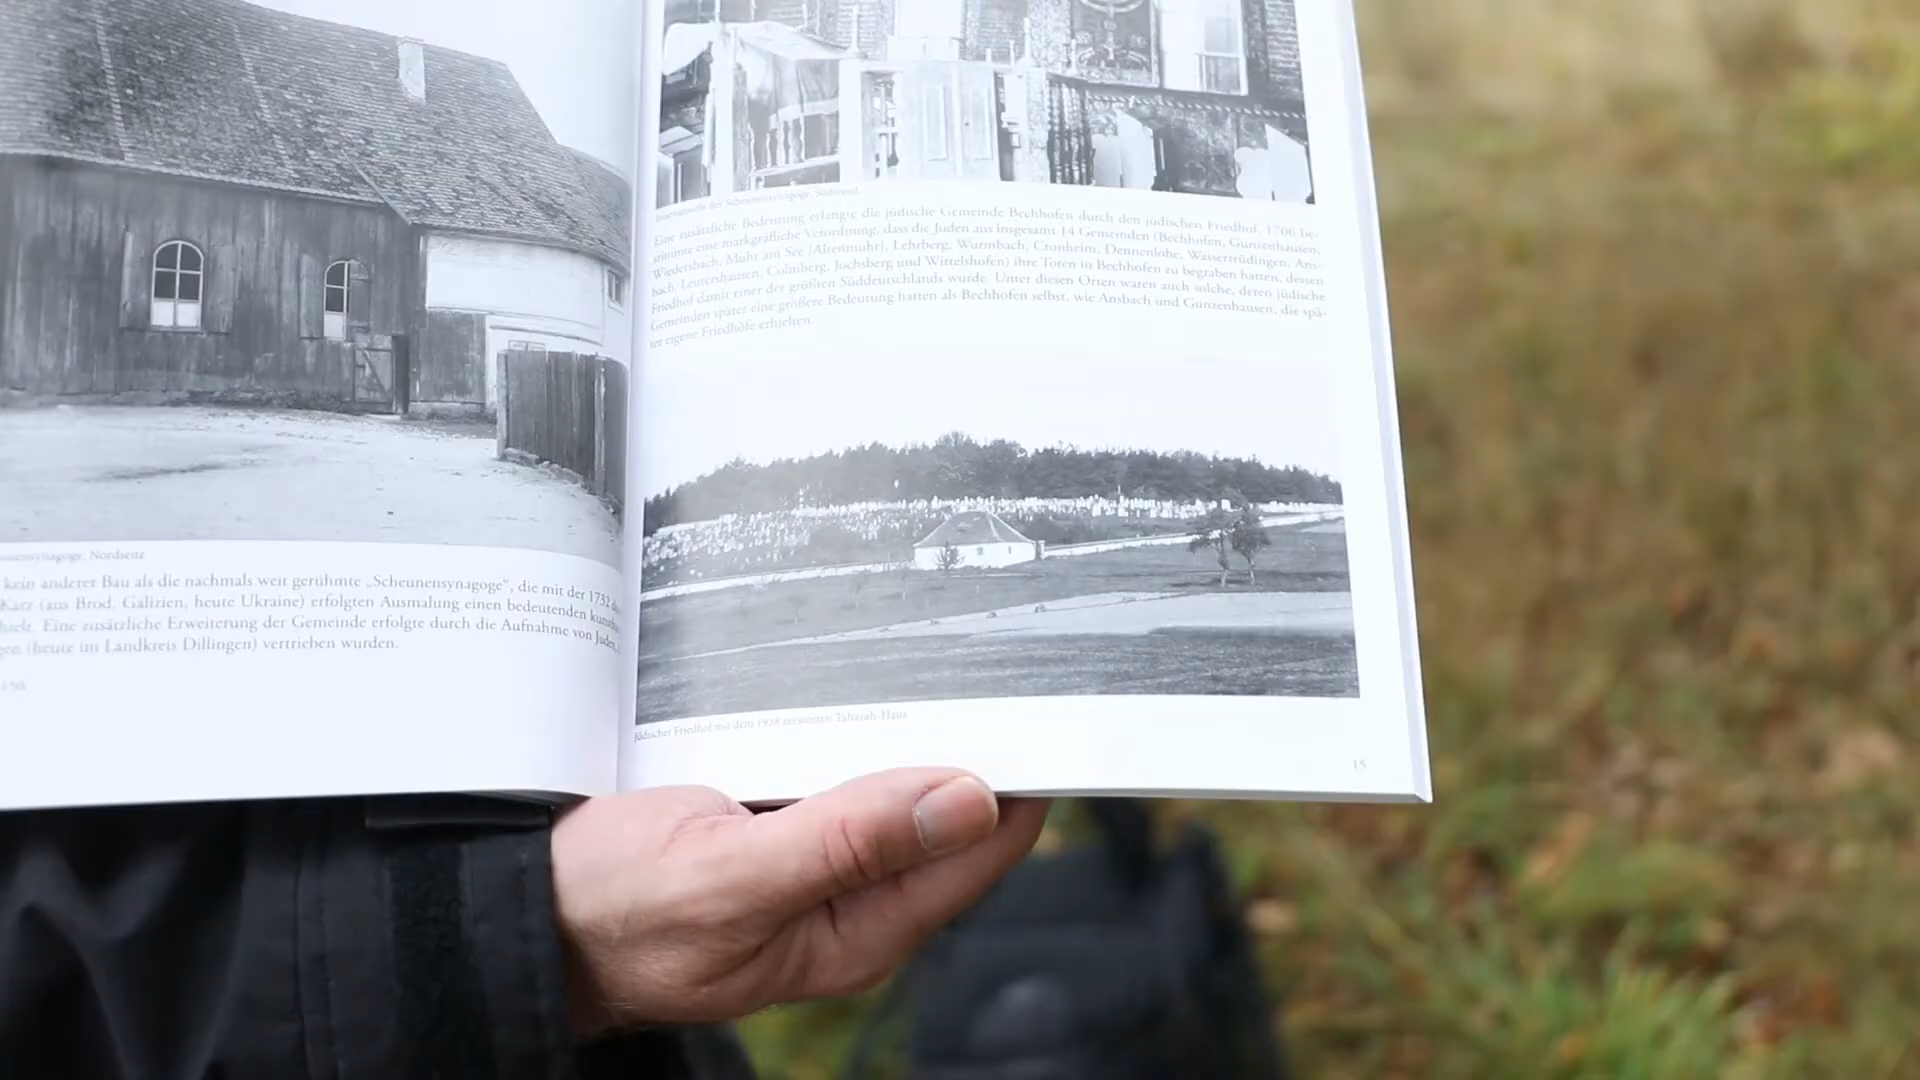 Nordseite
kein anderer Bau als die nachmals weit gerühmte „Scheunensynagoge“, die mit der 1732
Katz (aus Brod, Galizien, heute Ukraine) erfolgten Ausmalung einen bedeutenden
Eine zusätzliche Erweiterung der Gemeinde erfolgte durch die Aufnahme von Juden,
(heute im Landkreis Dillingen) vertrieben wurden.
Innenansicht der Scheunensynagoge: Südwand
Eine zusätzliche Bedeutung erlangte die jüdische Gemeinde Bechhofen durch den jüdischen Friedhof. 1706 be-
stimmte eine markgräfliche Verordnung, dass die Juden aus insgesamt 14 Gemeinden (Bechhofen, Gunzenhausen,
Wiedersbach, Muhr am See [Altenmuhr], Lehrberg, Wurmbach, Cronheim, Dennenlohe, Wassertrüdingen, Ans-
bach, Leutershausen, Colmberg, Jochsberg und Wittelshofen) ihre Toten in Bechhofen zu begraben hatten, dessen
Friedhof damit einer der größten Süddeutschlands wurde. Unter diesen Orten waren auch solche, deren jüdische
Gemeinden später eine größere Bedeutung hatten als Bechhofen selbst, wie Ansbach und Gunzenhausen, die spä-
ter eigene Friedhöfe erhielten.
Jüdischer Friedhof mit dem 1938 zerstörten Taharah-Haus
15